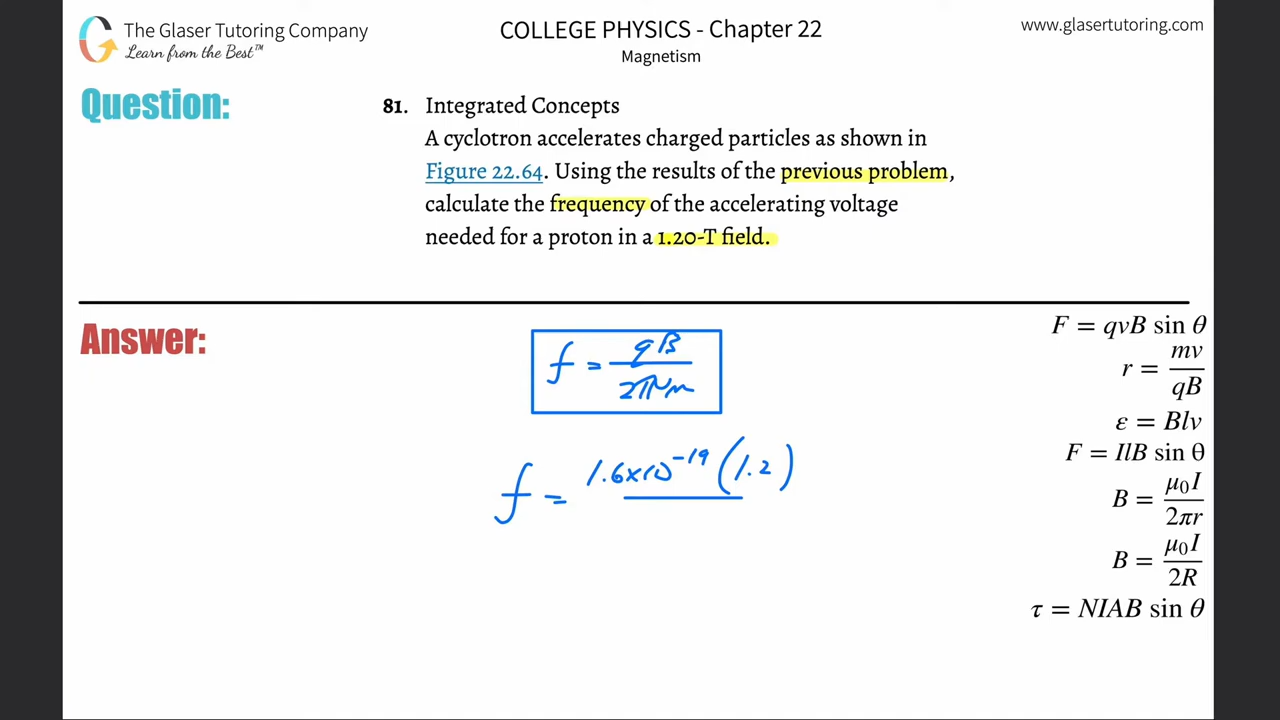 The Glaser Tutoring Company
Learn from the Best™
COLLEGE PHYSICS - Chapter 22
Magnetism
www.glasertutoring.com
Question:
81. Integrated Concepts
A cyclotron accelerates charged particles as shown in
Figure 22.64. Using the results of the previous problem,
calculate the frequency of the accelerating voltage
needed for a proton in a 1.20-T field.
Answer:
f = qB / 2πm
f = 1.6x10^-19 (1.2)
F = qvB sin θ
r = mv / qB
ε = Blv
F = IlB sin θ
B = μ₀I / 2πr
B = μ₀I / 2R
τ = NIAB sin θ